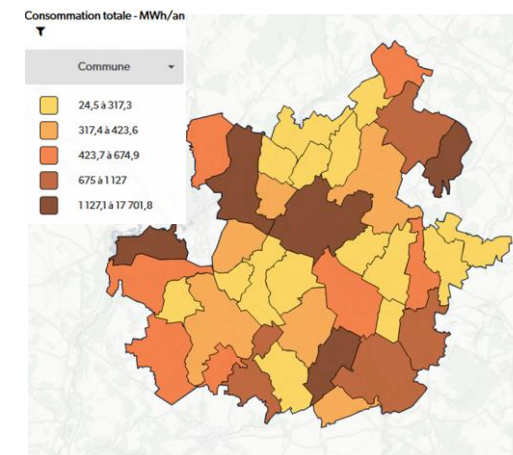 Consommation totale - MWh/an
Commune
24,5 à 317,3
317,4 à 423,6
423,7 à 674,9
675 à 1 127
1 127,1 à 17 701,8